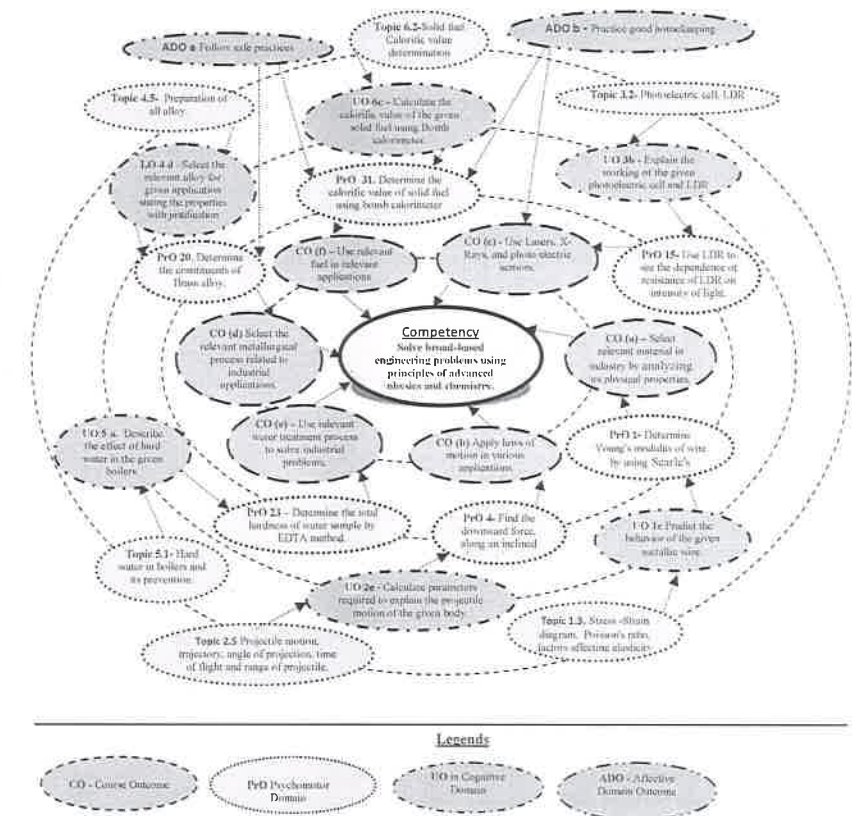 Topic 6.2-Solid fuel
Calorific value
determination
ADO a Follow safe practices
ADO b - Practice good housekeeping
Topic 4.5- Preparation of
all alloy.
UO 6c - Calculate the
calorific value of the given
solid fuel using Bomb
calorimeter.
Topic 3.2- Photoelectric cell, LDR
LO 4 d - Select the
relevant alloy for
given application
stating the properties
with justification
PrO 31. Determine the
calorific value of solid fuel
using bomb calorimeter
UO 3b - Explain the
working of the given
photoelectric cell and LDR
PrO 20. Determine
the constituents of
Brass alloy.
CO (f) - Use relevant
fuel in relevant
applications
CO (c) - Use Lasers, X-
Rays, and photo electric
sensors.
PrO 15- Use LDR to
see the dependence of
resistance of LDR on
intensity of light.
CO (d) Select the
relevant metallurgical
process related to
industrial
applications.
Competency
Solve broad-based
engineering problems using
principles of advanced
physics and chemistry.
CO (a) – Select
relevant material in
industry by analyzing
its physical properties.
UO 5 a- Describe
the effect of hard
water in the given
boilers
CO (e) – Use relevant
water treatment process
to solve industrial
problems.
CO (b) Apply laws of
motion in various
applications
PrO 1- Determine
Young's modulus of wire
by using Searle's
PrO 23 – Determine the total
hardness of water sample by
EDTA method.
PrO 4- Find the
downward force,
along an inclined
UO 1c Predict the
behavior of the given
metallic wire.
Topic 5.1- Hard
water in boilers and
its prevention.
UO 2e - Calculate parameters
required to explain the projectile
motion of the given body.
Topic 2.5 Projectile motion,
trajectory, angle of projection, time
of flight and range of projectile.
Topic 1.3. Stress -Strain
diagram, Poison's ratio,
factors affecting elasticity
Legends
CO - Course Outcome
PrO Psychomotor
Domain
UO in Cognitive
Domain
ADO - Affective
Domain Outcome